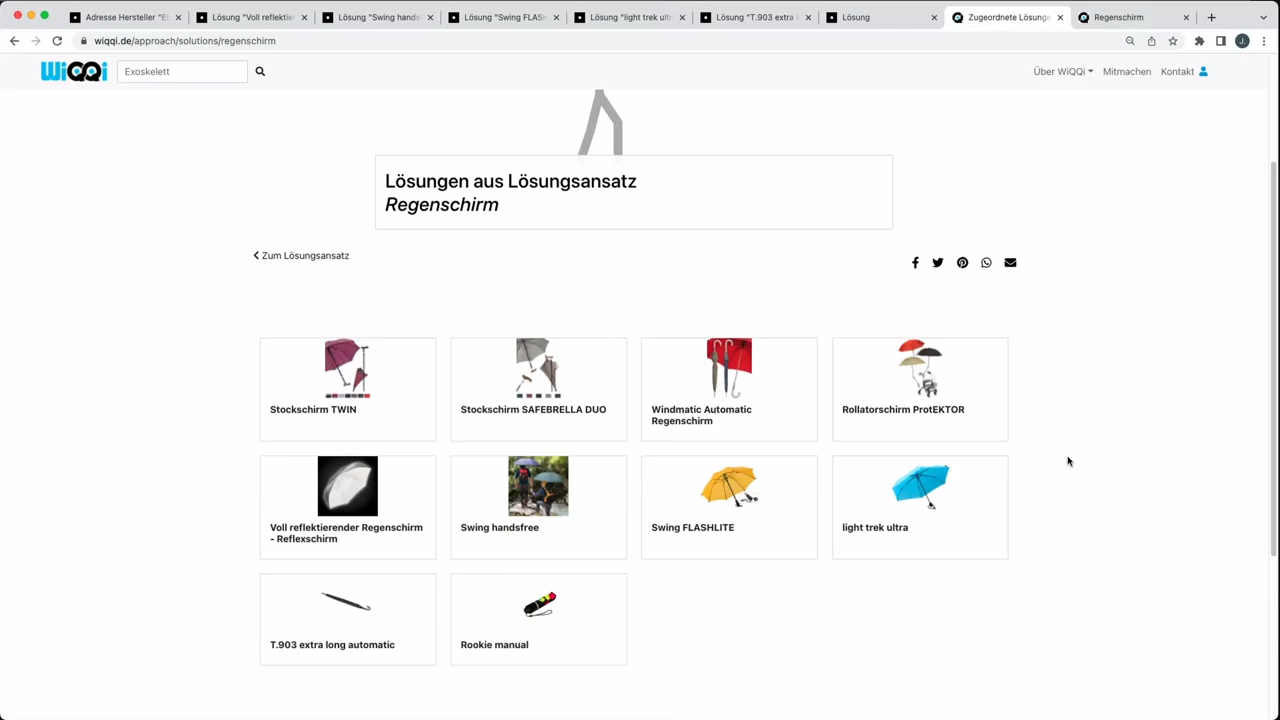 Adresse Hersteller "E
Lösung "Voll reflektie
Lösung "Swing hands
Lösung "Swing FLASH
Lösung "light trek ult
Lösung "T.903 extra l
Lösung
Zugeordnete Lösunge
Regenschirm
wiqqi.de/approach/solutions/regenschirm
J
WiQQi
Exoskelett
Über WiQQi
Mitmachen
Kontakt
Lösungen aus Lösungsansatz
Regenschirm
Zum Lösungsansatz
Stockschirm TWIN
Stockschirm SAFEBRELLA DUO
Windmatic Automatic
Regenschirm
Rollatorschirm ProtEKTOR
Voll reflektierender Regenschirm
- Reflexschirm
Swing handsfree
Swing FLASHLITE
light trek ultra
T.903 extra long automatic
Rookie manual